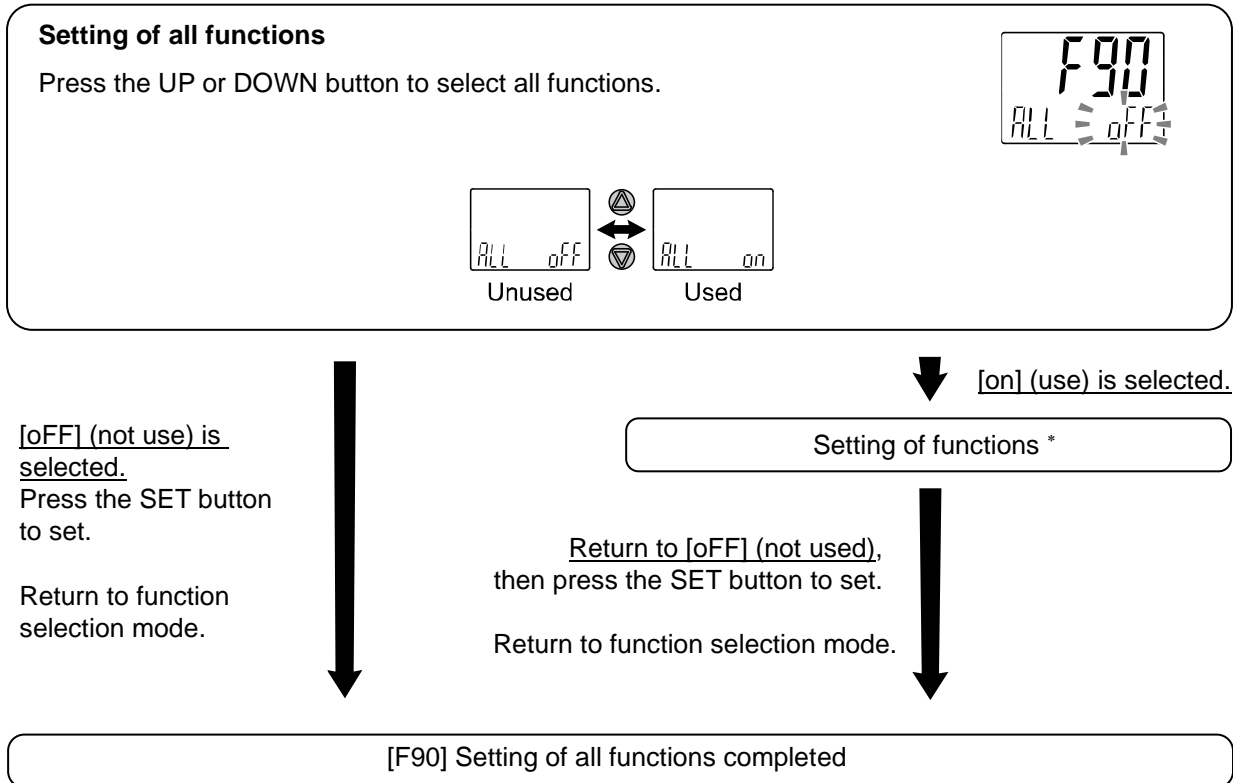 Setting of all functions
Press the UP or DOWN button to select all functions.
F90
ALL oFF
ALL oFF
ALL on
Unused
Used
[on] (use) is selected.
[oFF] (not use) is
selected.
Press the SET button
to set.
Return to function
selection mode.
Setting of functions *
Return to [oFF] (not used),
then press the SET button to set.
Return to function selection mode.
[F90] Setting of all functions completed